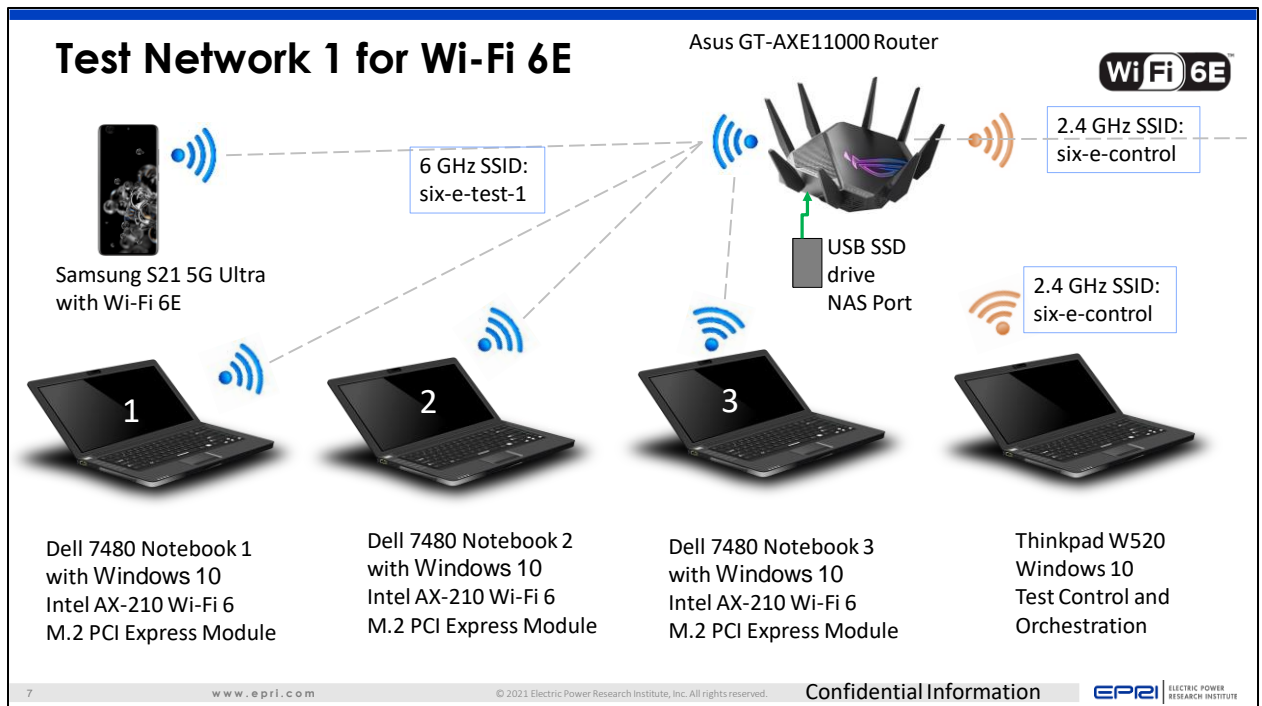 Test Network 1 for Wi-Fi 6E
Asus GT-AXE11000 Router
Wi Fi 6E
2.4 GHz SSID:
six-e-control
6 GHz SSID:
six-e-test-1
Samsung S21 5G Ultra
with Wi-Fi 6E
USB SSD
drive
NAS Port
2.4 GHz SSID:
six-e-control
1
2
3
Dell 7480 Notebook 1
with Windows 10
Intel AX-210 Wi-Fi 6
M.2 PCI Express Module
Dell 7480 Notebook 2
with Windows 10
Intel AX-210 Wi-Fi 6
M.2 PCI Express Module
Dell 7480 Notebook 3
with Windows 10
Intel AX-210 Wi-Fi 6
M.2 PCI Express Module
Thinkpad W520
Windows 10
Test Control and
Orchestration
7
www.epri.com
© 2021 Electric Power Research Institute, Inc. All rights reserved.
Confidential Information
EPRI
ELECTRIC POWER
RESEARCH INSTITUTE